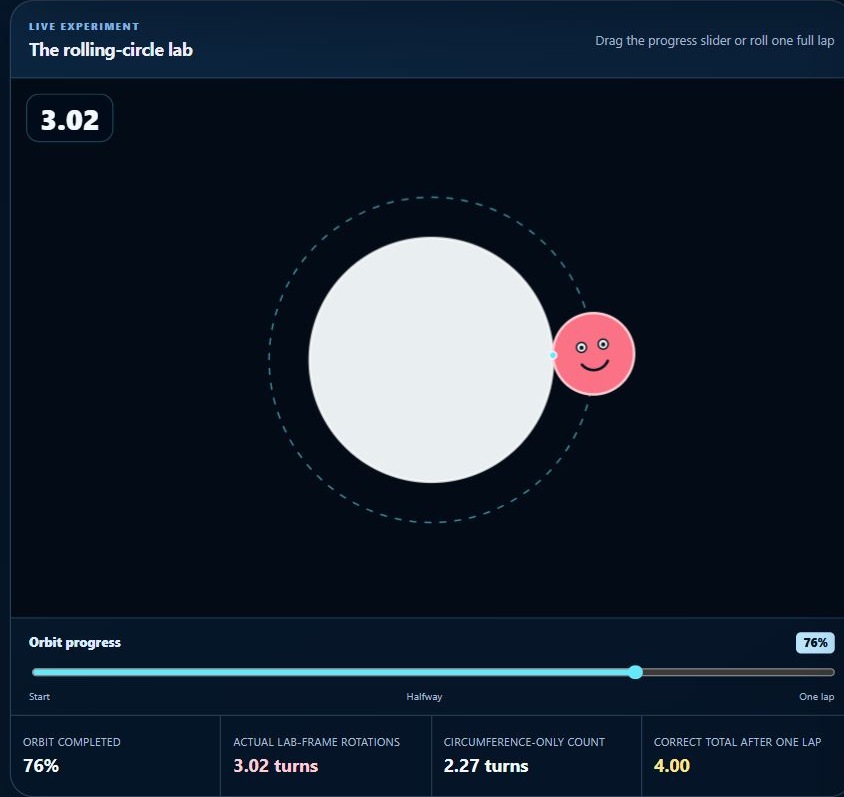 LIVE EXPERIMENT
The rolling-circle lab
Drag the progress slider or roll one full lap
3.02
Orbit progress
76%
Start
Halfway
One lap
ORBIT COMPLETED
76%
ACTUAL LAB-FRAME ROTATIONS
3.02 turns
CIRCUMFERENCE-ONLY COUNT
2.27 turns
CORRECT TOTAL AFTER ONE LAP
4.00